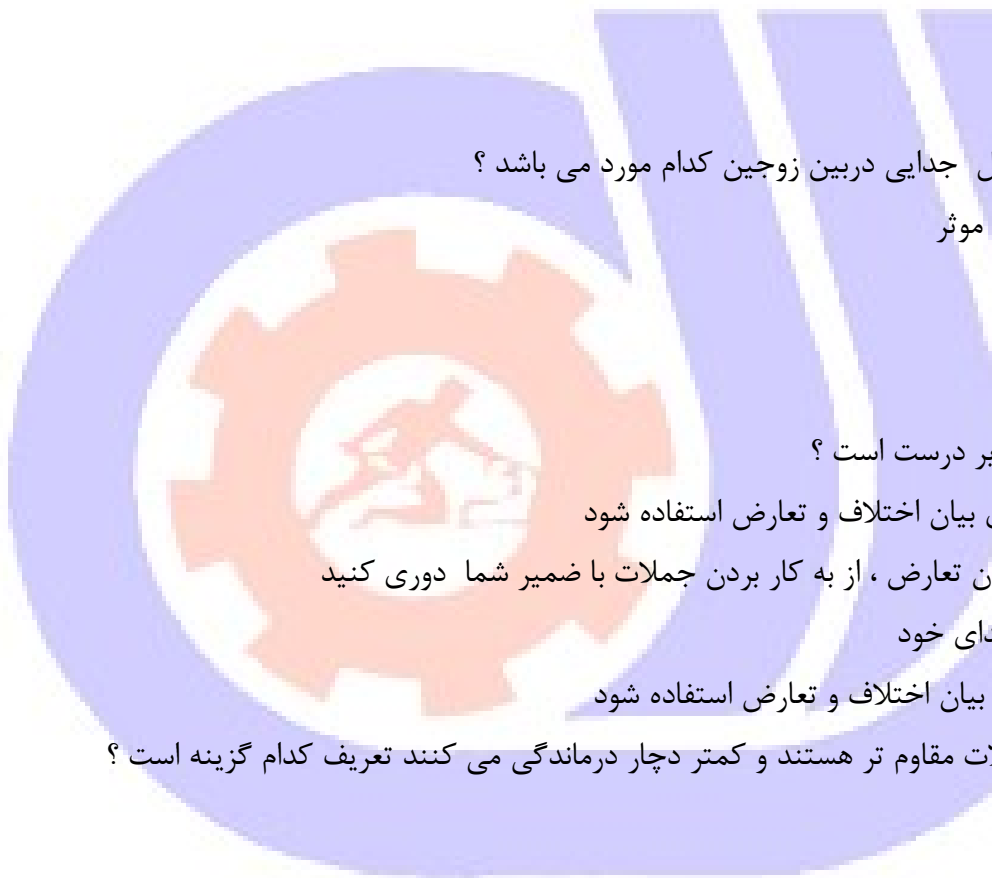 جدایی دربین زوجین کدام مورد می باشد ؟
موثر
درست است ؟
بیان اختلاف و تعارض استفاده شود
تعارض ، از به کار بردن جملات با ضمیر شما دوری کنید
خود
بیان اختلاف و تعارض استفاده شود
مقاوم تر هستند و کمتر دچار درماندگی می کنند تعریف کدام گزینه است ؟